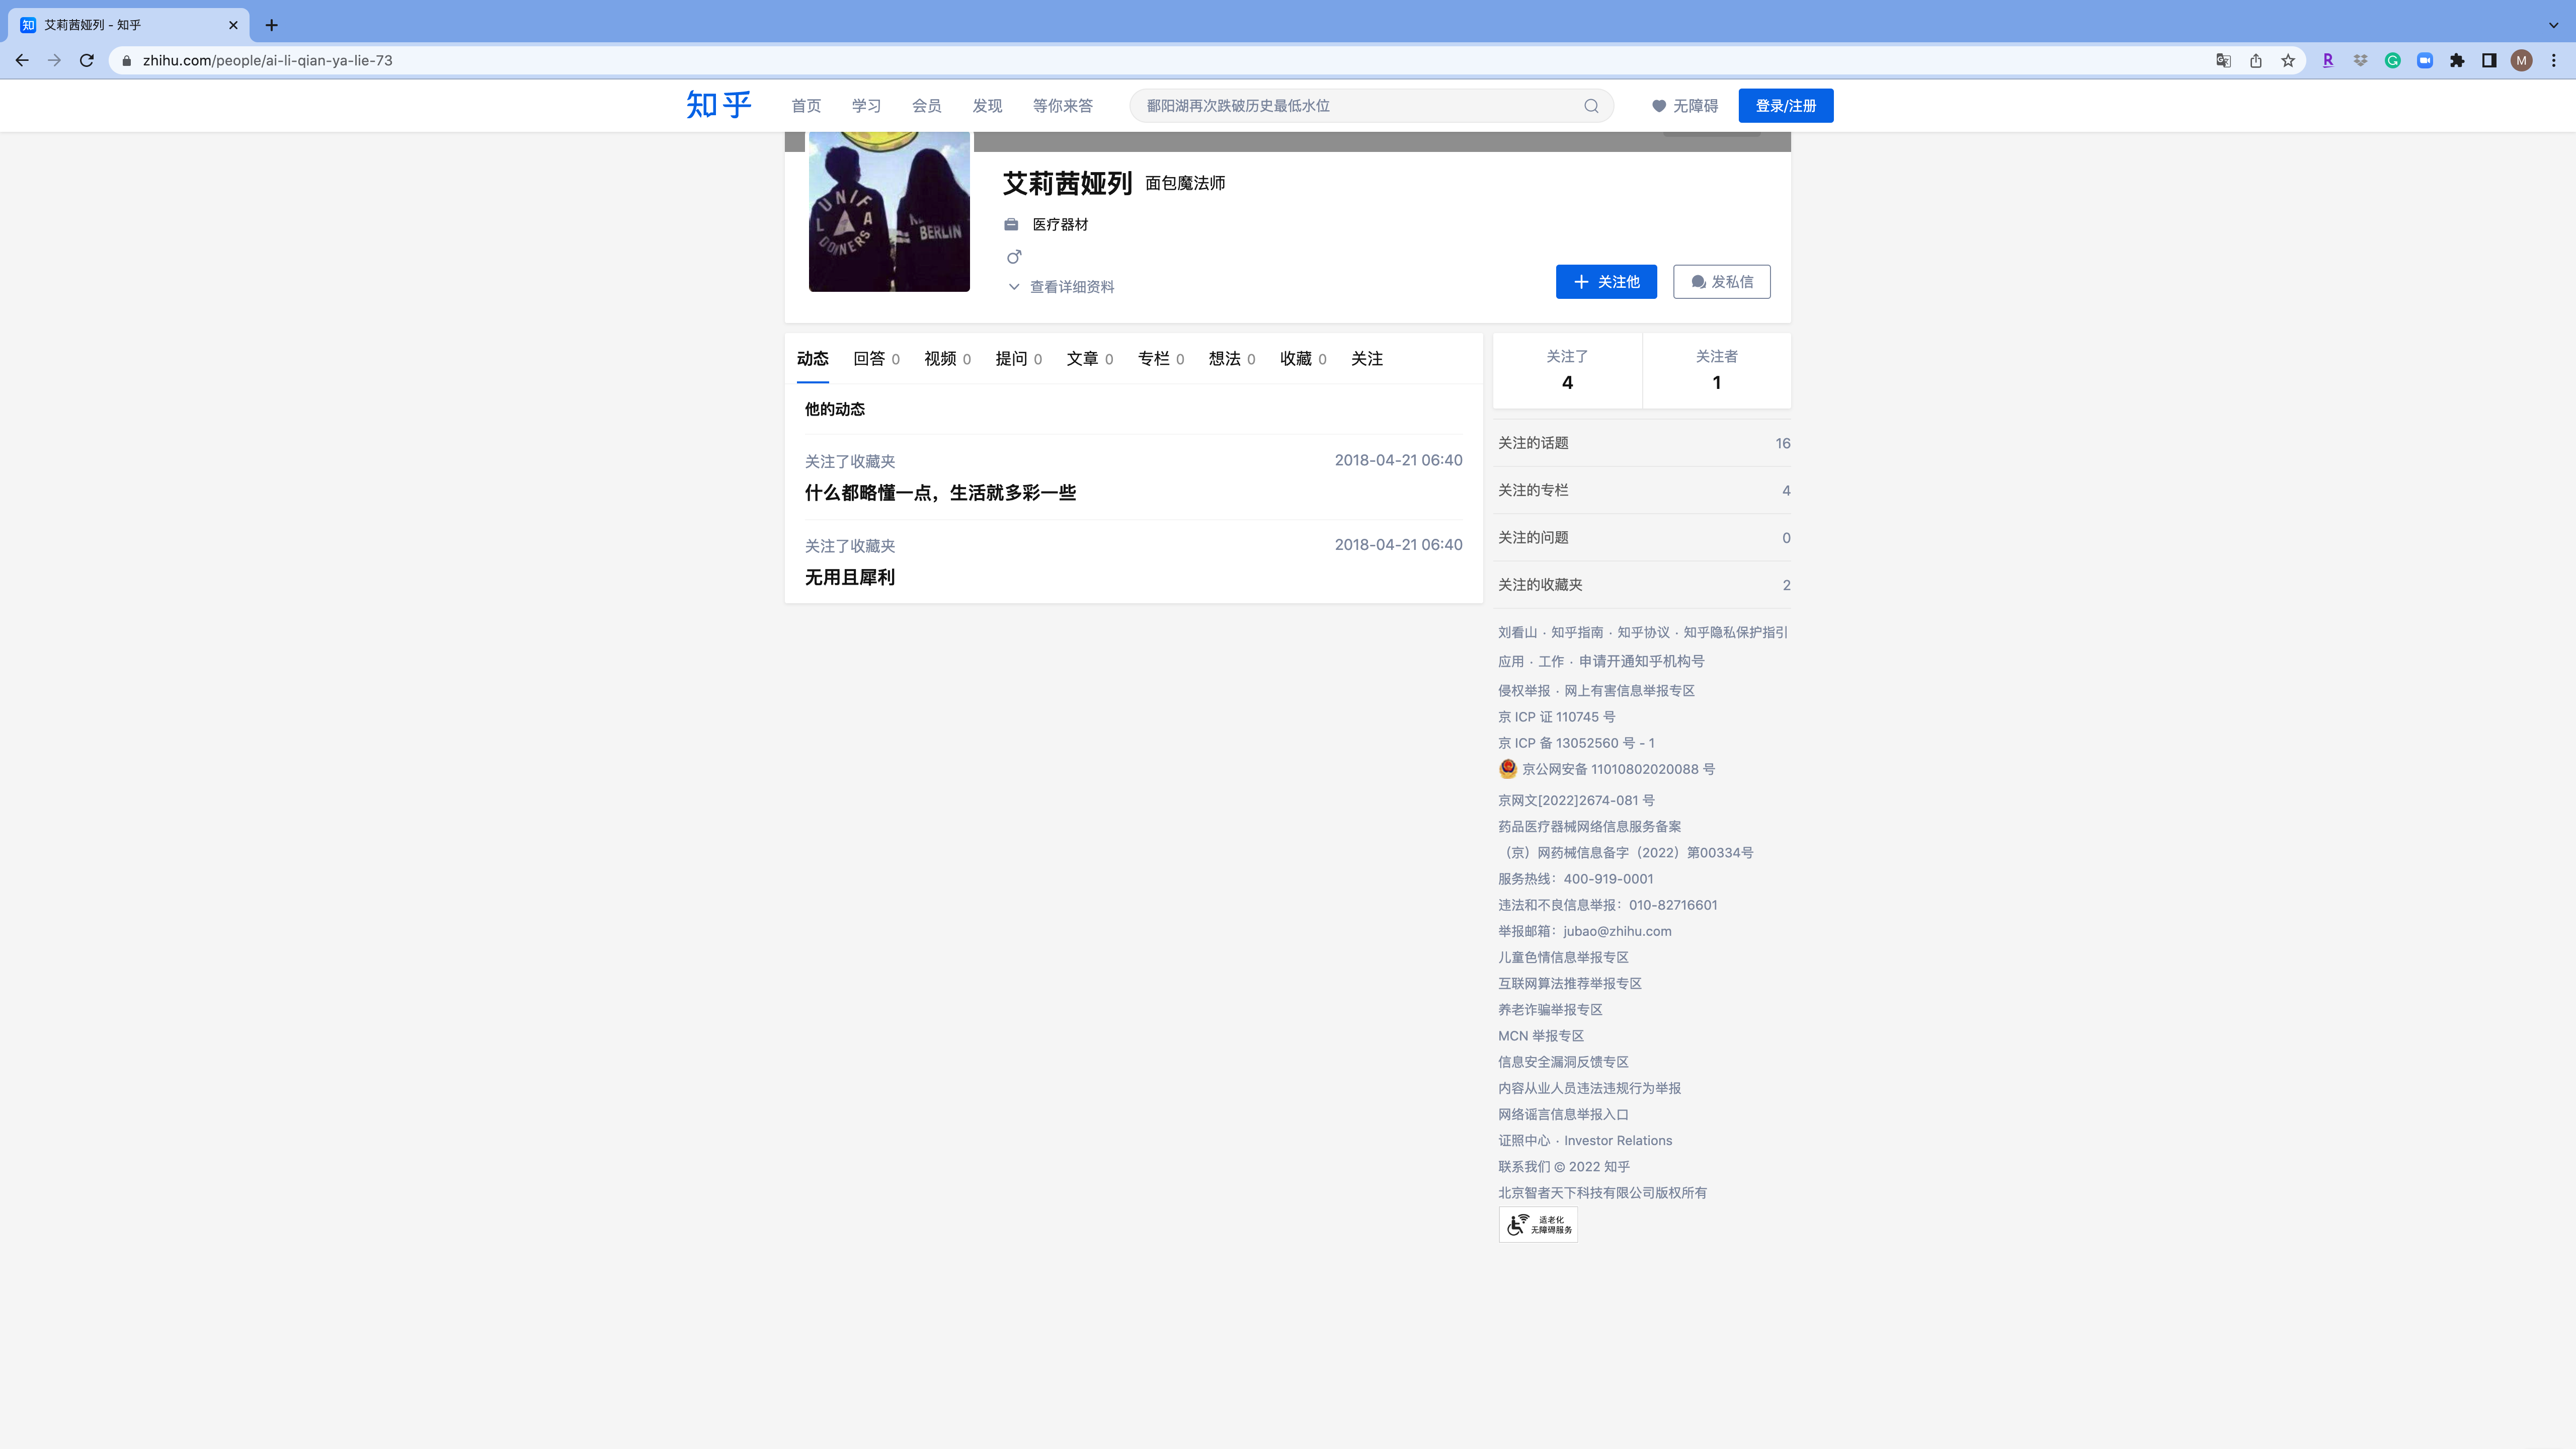 艾莉茜娅列 - 知乎
zhihu.com/people/ai-li-qian-ya-lie-73
M
知乎 首页 学习 会员 发现 等你来答 鄱阳湖再次跌破历史最低水位 无障碍 登录/注册
UNIFA
L A
DOINERS
BERLIN
艾莉茜娅列 面包魔法师
医疗器材
查看详细资料
关注他 发私信
动态 回答 0 视频 0 提问 0 文章 0 专栏 0 想法 0 收藏 0 关注
他的动态
关注了收藏夹 2018-04-21 06:40
什么都略懂一点，生活就多彩一些
关注了收藏夹 2018-04-21 06:40
无用且犀利
关注了 关注者
4 1
关注的话题 16
关注的专栏 4
关注的问题 0
关注的收藏夹 2
刘看山 · 知乎指南 · 知乎协议 · 知乎隐私保护指引
应用 · 工作 · 申请开通知乎机构号
侵权举报 · 网上有害信息举报专区
京 ICP 证 110745 号
京 ICP 备 13052560 号 - 1
京公网安备 11010802020088 号
京网文[2022]2674-081 号
药品医疗器械网络信息服务备案
（京）网药械信息备字（2022）第00334号
服务热线：400-919-0001
违法和不良信息举报：010-82716601
举报邮箱：jubao@zhihu.com
儿童色情信息举报专区
互联网算法推荐举报专区
养老诈骗举报专区
MCN 举报专区
信息安全漏洞反馈专区
内容从业人员违法违规行为举报
网络谣言信息举报入口
证照中心 · Investor Relations
联系我们 © 2022 知乎
北京智者天下科技有限公司版权所有
适老化
无障碍服务